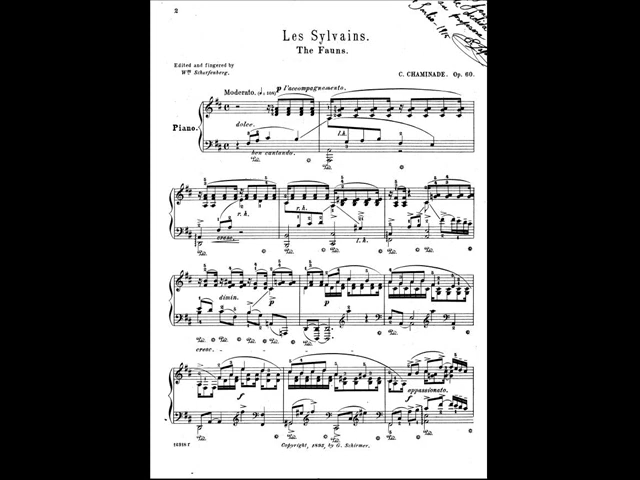 2
Les Sylvains.
The Fauns.
Edited and fingered by
Wm Scharfenberg.
C. CHAMINADE. Op. 60.
Moderato.
p l'accompagnamento.
Piano.
dolce.
l.h.
ben cantando.
r.h.
r.h.
cresc.
l.h.
dimin.
p
p
cresc.
f
appassionato.
Copyright, 1892, by G. Schirmer.